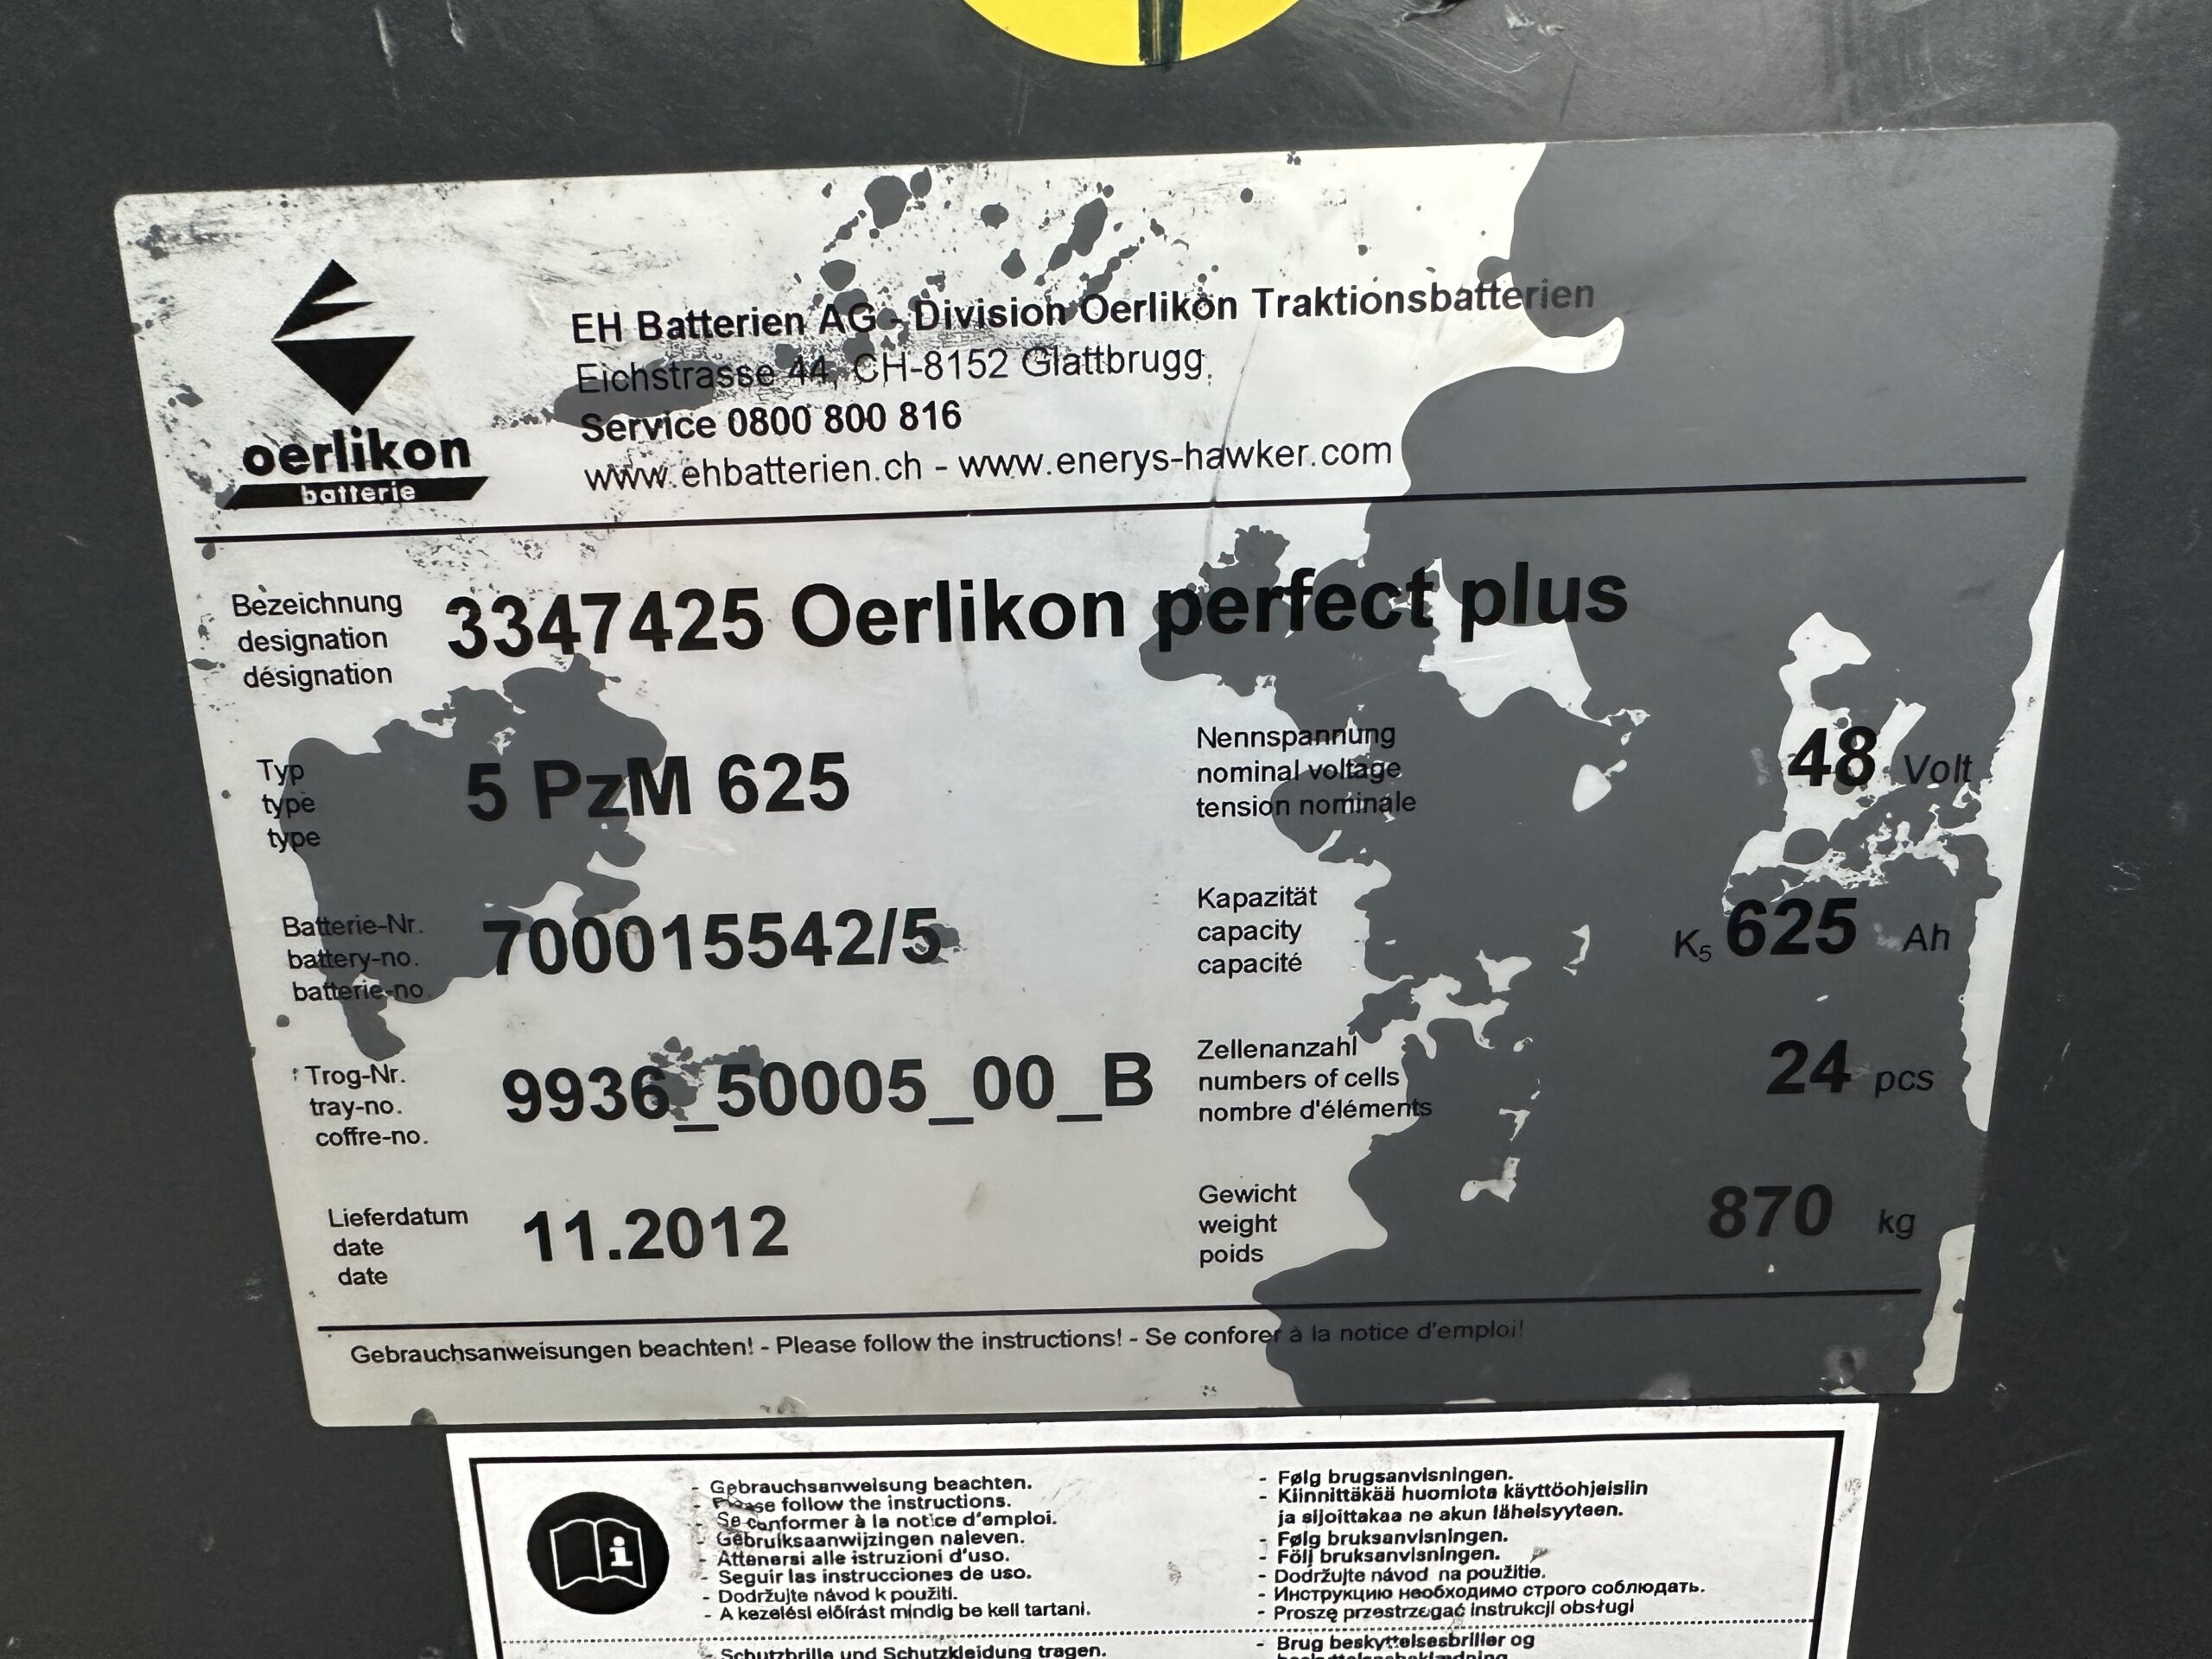 EH Batterien AG - Division Oerlikon Traktionsbatterien
Eichstrasse 44, CH-8152 Glattbrugg
Service 0800 800 816
www.ehbatterien.ch - www.enerys-hawker.com
oerlikon
batterie
Bezeichnung
designation
désignation
3347425 Oerlikon perfect plus
Typ
type
type
5 PzM 625
Nennspannung
nominal voltage
tension nominale
48 Volt
Batterie-Nr.
battery-no.
batterie-no
700015542/5
Kapazität
capacity
capacité
K5 625 Ah
Trog-Nr.
tray-no.
coffre-no.
9936_50005_00_B
Zellenanzahl
numbers of cells
nombre d'éléments
24 pcs
Lieferdatum
date
date
11.2012
Gewicht
weight
poids
870 kg
Gebrauchsanweisungen beachten! - Please follow the instructions! - Se conforer à la notice d'emploi!
- Gebrauchsanweisung beachten.
- Please follow the instructions.
- Se conformer à la notice d'emploi.
- Gebruiksaanwijzingen naleven.
- Attenersi alle istruzioni d'uso.
- Seguir las instrucciones de uso.
- Dodržujte návod k použití.
- A kezelési előírást mindig be kell tartani.
- Følg brugsanvisningen.
- Kiinnittäkää huomiota käyttöohjeisiin
ja sijoittakaa ne akun läheisyyteen.
- Følg bruksanvisningen.
- Följ bruksanvisningen.
- Dodržujte návod na použitie.
- Инструкцию необходимо строго соблюдать.
- Proszę przestrzegać instrukcji obsługi
- Schutzbrille und Schutzkleidung tragen.
- Brug beskyttelsesbriller og